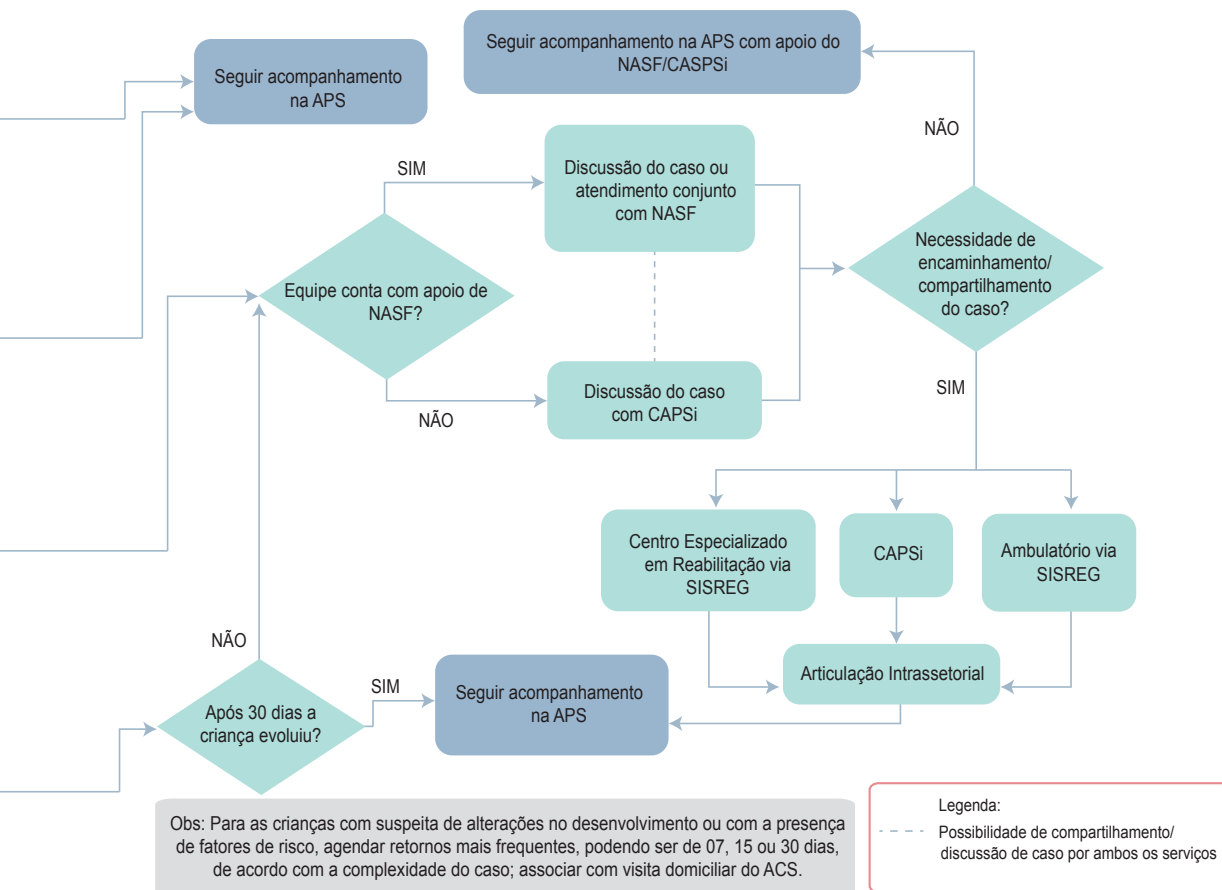 Seguir acompanhamento na APS com apoio do
NASF/CASPSi
Seguir acompanhamento
na APS
NÃO
SIM
Discussão do caso ou
atendimento conjunto
com NASF
Necessidade de
encaminhamento/
compartilhamento
do caso?
Equipe conta com apoio de
NASF?
SIM
Discussão do caso
com CAPSi
NÃO
Centro Especializado
em Reabilitação via
SISREG
CAPSi
Ambulatório via
SISREG
NÃO
Articulação Intrassetorial
SIM
Seguir acompanhamento
na APS
Após 30 dias a
criança evoluiu?
Obs: Para as crianças com suspeita de alterações no desenvolvimento ou com a presença
de fatores de risco, agendar retornos mais frequentes, podendo ser de 07, 15 ou 30 dias,
de acordo com a complexidade do caso; associar com visita domiciliar do ACS.
Legenda:
Possibilidade de compartilhamento/
discussão de caso por ambos os serviços